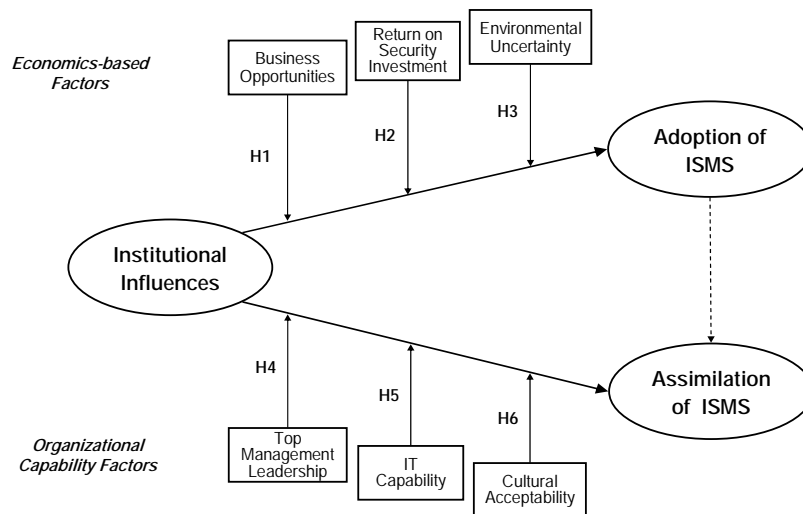 Economics-based
Factors
Business
Opportunities
Return on
Security
Investment
Environmental
Uncertainty
H1
H2
H3
Adoption of
ISMS
Institutional
Influences
H4
H5
H6
Assimilation
of ISMS
Organizational
Capability Factors
Top
Management
Leadership
IT
Capability
Cultural
Acceptability